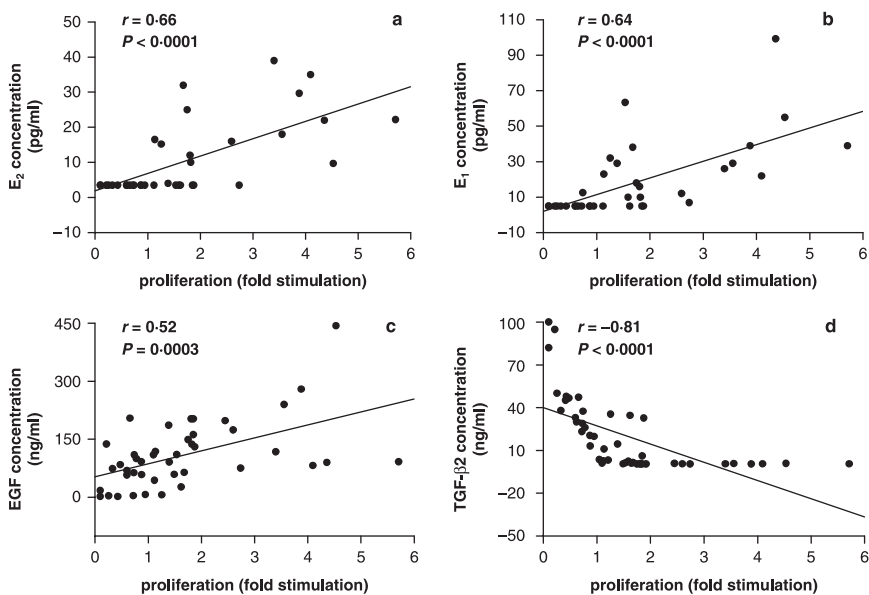 r = 0·66
P < 0·0001
a
E2 concentration
(pg/ml)
50
40
30
20
10
0
−10
0 1 2 3 4 5 6
proliferation (fold stimulation)
r = 0·64
P < 0·0001
b
E1 concentration
(pg/ml)
110
90
70
50
30
10
−10
0 1 2 3 4 5 6
proliferation (fold stimulation)
r = 0·52
P = 0·0003
c
EGF concentration
(ng/ml)
450
300
150
0
0 1 2 3 4 5 6
proliferation (fold stimulation)
r = −0·81
P < 0·0001
d
TGF-β2 concentration
(ng/ml)
100
70
40
10
−20
−50
0 1 2 3 4 5 6
proliferation (fold stimulation)